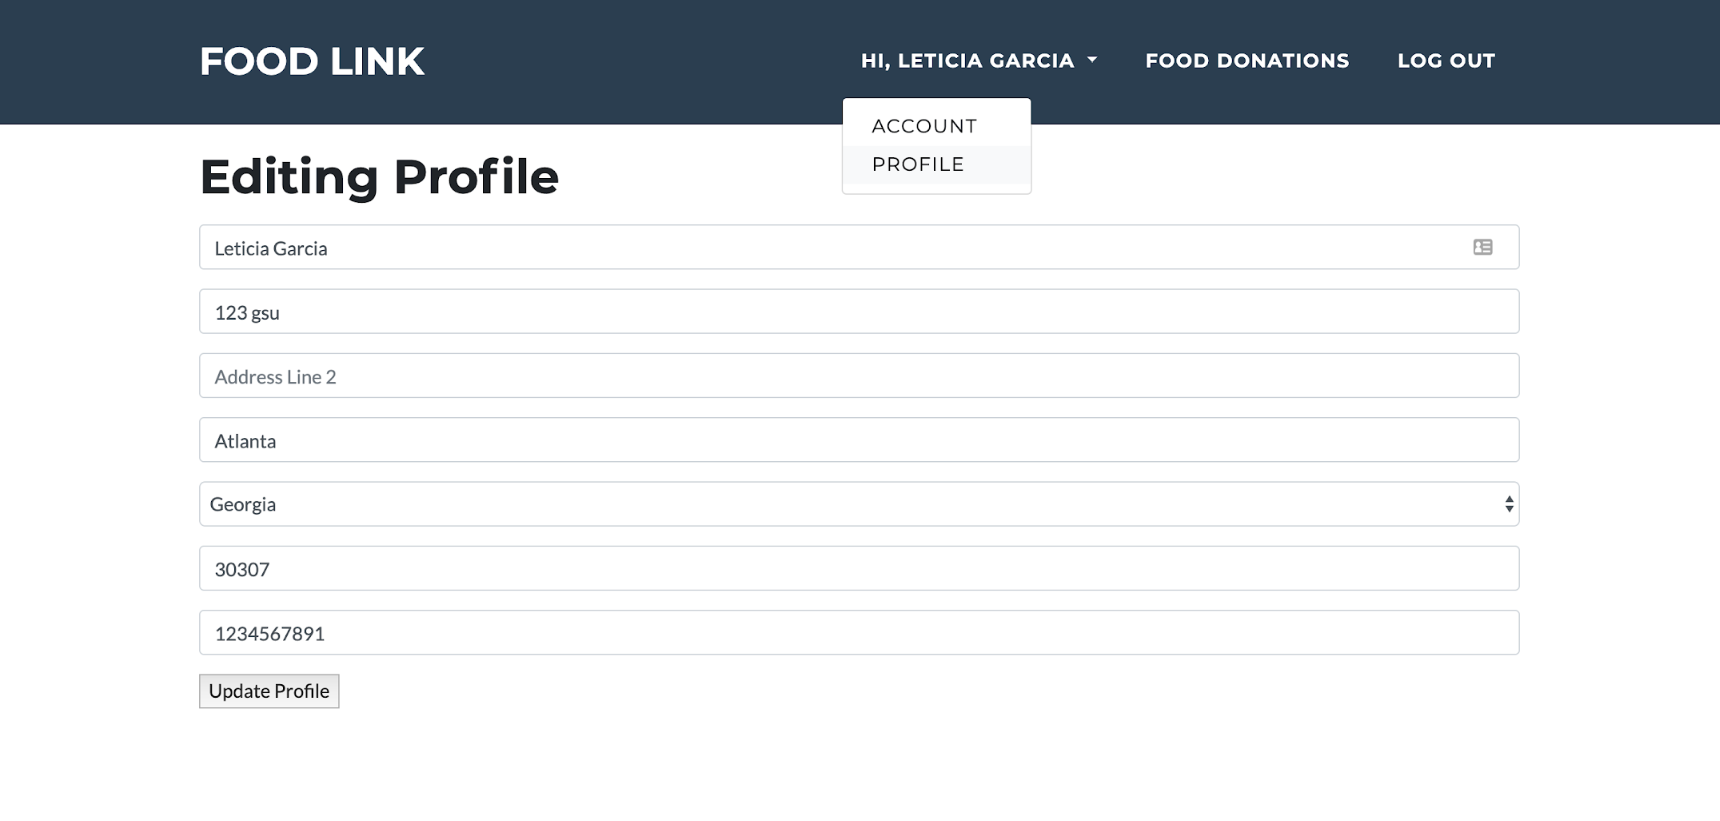 FOOD LINK
HI, LETICIA GARCIA
FOOD DONATIONS
LOG OUT
ACCOUNT
PROFILE
Editing Profile
Leticia Garcia
123 gsu
Address Line 2
Atlanta
Georgia
30307
1234567891
Update Profile